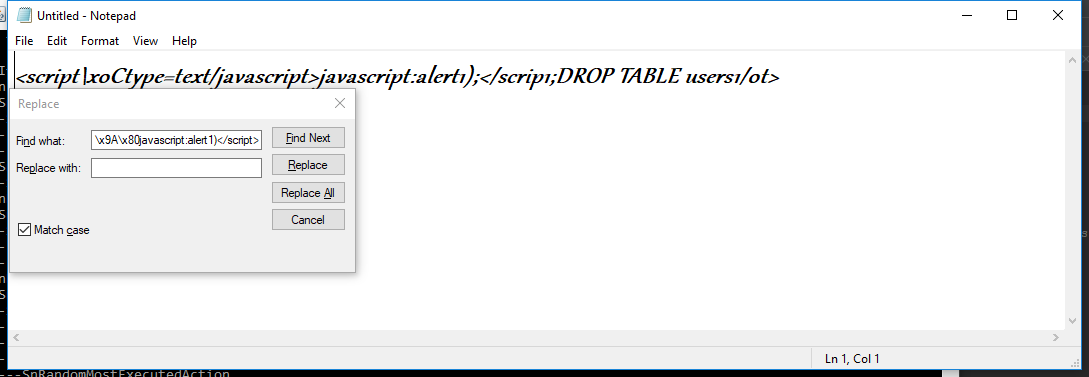 Untitled - Notepad
File Edit Format View Help
<script\xoCtype=text/javascript>javascript:alert1);</scrip1;DROP TABLE users1/ot>
Replace
Find what: \x9A\x80javascript:alert1)</script> Find Next
Replace with: Replace
Replace All
Match case Cancel
Ln 1, Col 1
---SnRandomMostExecutedAction